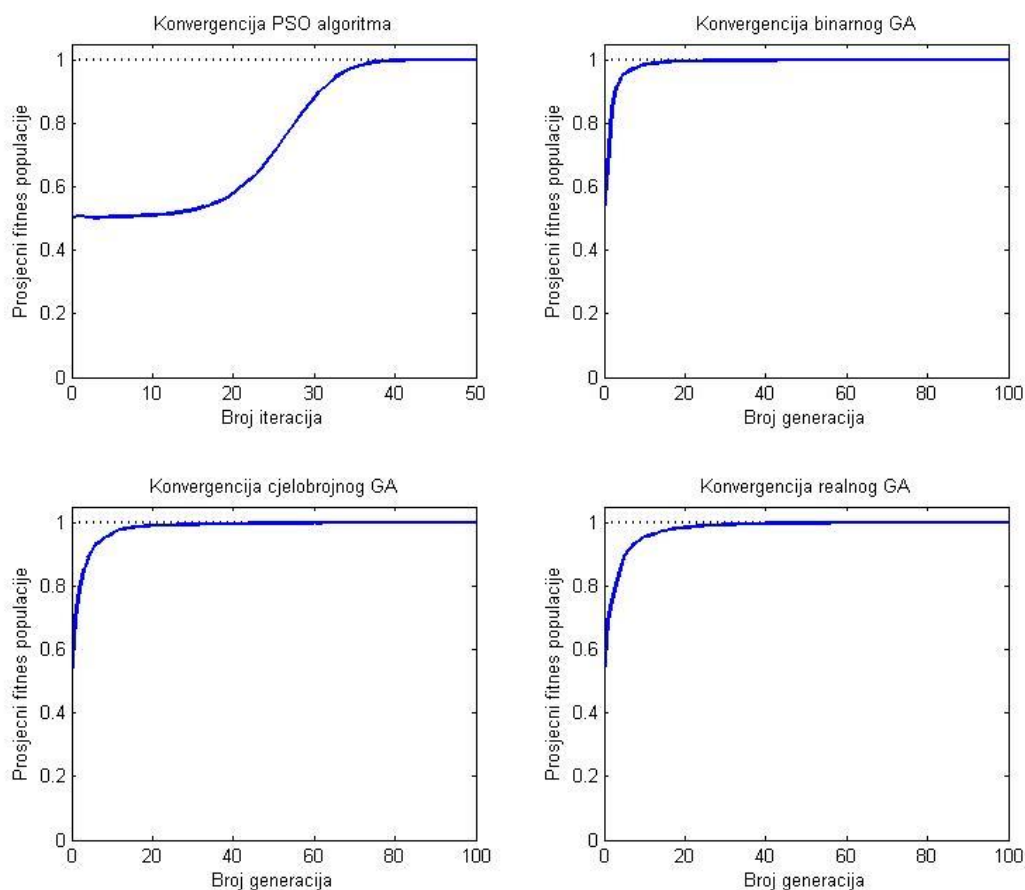 Konvergencija PSO algoritma
Prosjecni fitnes populacije
1
0.8
0.6
0.4
0.2
0
0 10 20 30 40 50
Broj iteracija
Konvergencija binarnog GA
Prosjecni fitnes populacije
1
0.8
0.6
0.4
0.2
0
0 20 40 60 80 100
Broj generacija
Konvergencija cjelobrojnog GA
Prosjecni fitnes populacije
1
0.8
0.6
0.4
0.2
0
0 20 40 60 80 100
Broj generacija
Konvergencija realnog GA
Prosjecni fitnes populacije
1
0.8
0.6
0.4
0.2
0
0 20 40 60 80 100
Broj generacija